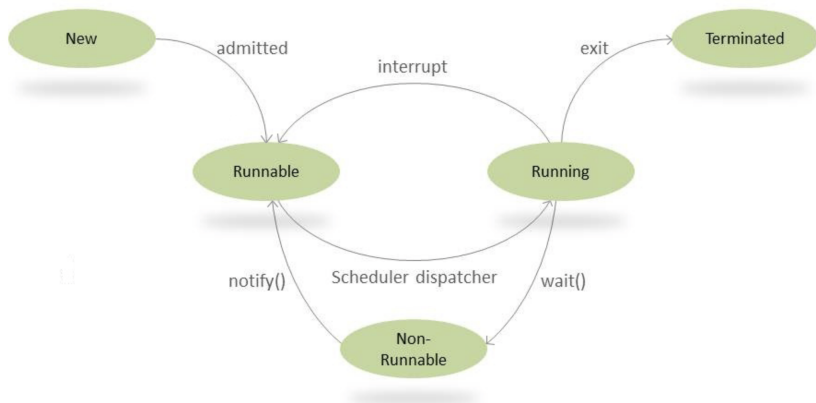 New
Terminated
admitted
exit
interrupt
Runnable
Running
notify()
Scheduler dispatcher
wait()
Non-
Runnable